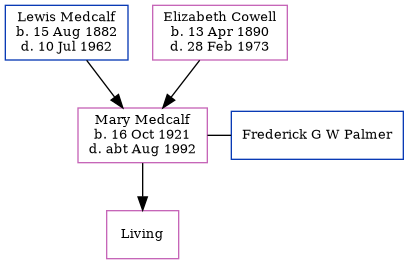 Lewis Medcalf
b. 15 Aug 1882
d. 10 Jul 1962
Elizabeth Cowell
b. 13 Apr 1890
d. 28 Feb 1973
Mary Medcalf
b. 16 Oct 1921
d. abt Aug 1992
Frederick G W Palmer
Living